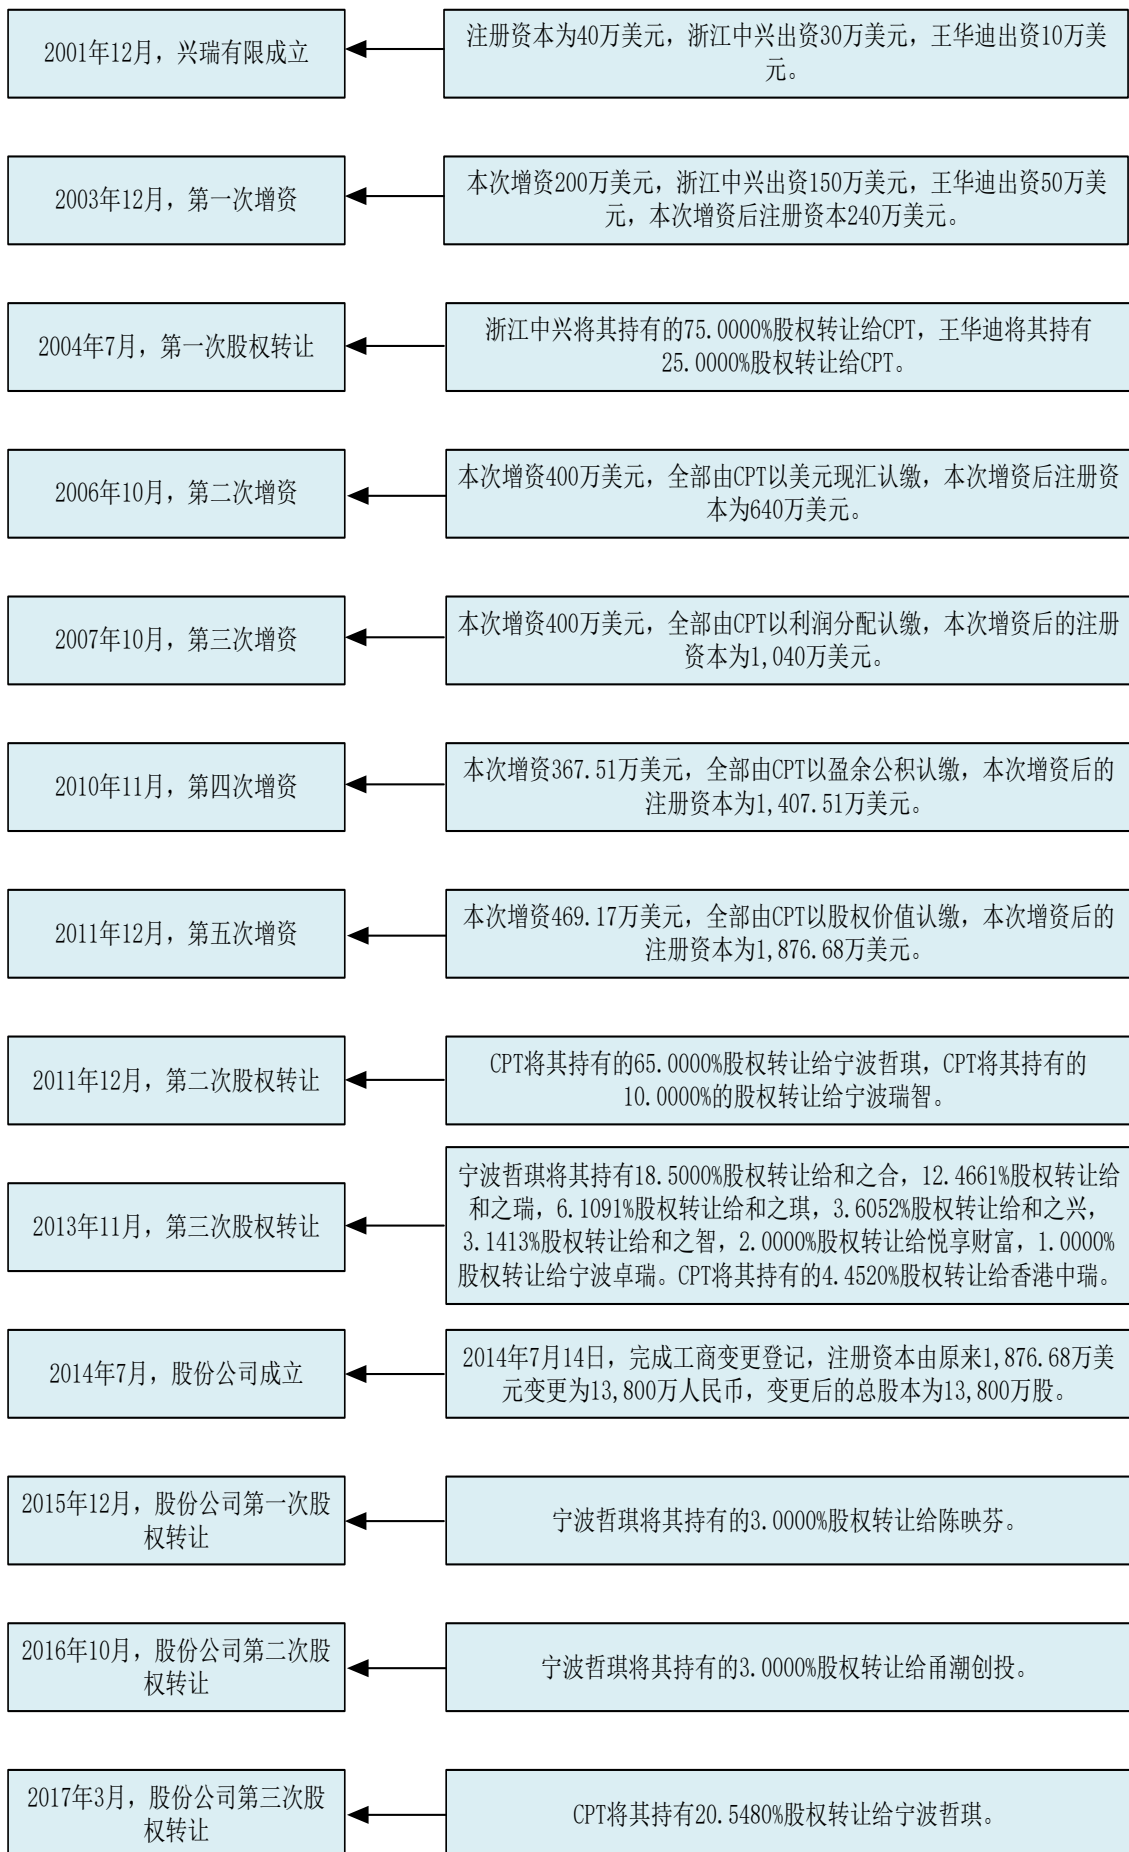 2001年12月，兴瑞有限成立
注册资本为40万美元，浙江中兴出资30万美元，王华迪出资10万美
元。
2003年12月，第一次增资
本次增资200万美元，浙江中兴出资150万美元，王华迪出资50万美
元，本次增资后注册资本240万美元。
2004年7月，第一次股权转让
浙江中兴将其持有的75.0000%股权转让给CPT，王华迪将其持有
25.0000%股权转让给CPT。
2006年10月，第二次增资
本次增资400万美元，全部由CPT以美元现汇认缴，本次增资后注册资
本为640万美元。
2007年10月，第三次增资
本次增资400万美元，全部由CPT以利润分配认缴，本次增资后的注册
资本为1,040万美元。
2010年11月，第四次增资
本次增资367.51万美元，全部由CPT以盈余公积认缴，本次增资后的
注册资本为1,407.51万美元。
2011年12月，第五次增资
本次增资469.17万美元，全部由CPT以股权价值认缴，本次增资后的
注册资本为1,876.68万美元。
2011年12月，第二次股权转让
CPT将其持有的65.0000%股权转让给宁波哲琪，CPT将其持有的
10.0000%的股权转让给宁波瑞智。
2013年11月，第三次股权转让
宁波哲琪将其持有18.5000%股权转让给和之合，12.4661%股权转让给
和之瑞，6.1091%股权转让给和之琪，3.6052%股权转让给和之兴，
3.1413%股权转让给和之智，2.0000%股权转让给悦享财富，1.0000%
股权转让给宁波卓瑞。CPT将其持有的4.4520%股权转让给香港中瑞。
2014年7月，股份公司成立
2014年7月14日，完成工商变更登记，注册资本由原来1,876.68万美
元变更为13,800万人民币，变更后的总股本为13,800万股。
2015年12月，股份公司第一次股
权转让
宁波哲琪将其持有的3.0000%股权转让给陈映芬。
2016年10月，股份公司第二次股
权转让
宁波哲琪将其持有的3.0000%股权转让给甬潮创投。
2017年3月，股份公司第三次股
权转让
CPT将其持有20.5480%股权转让给宁波哲琪。